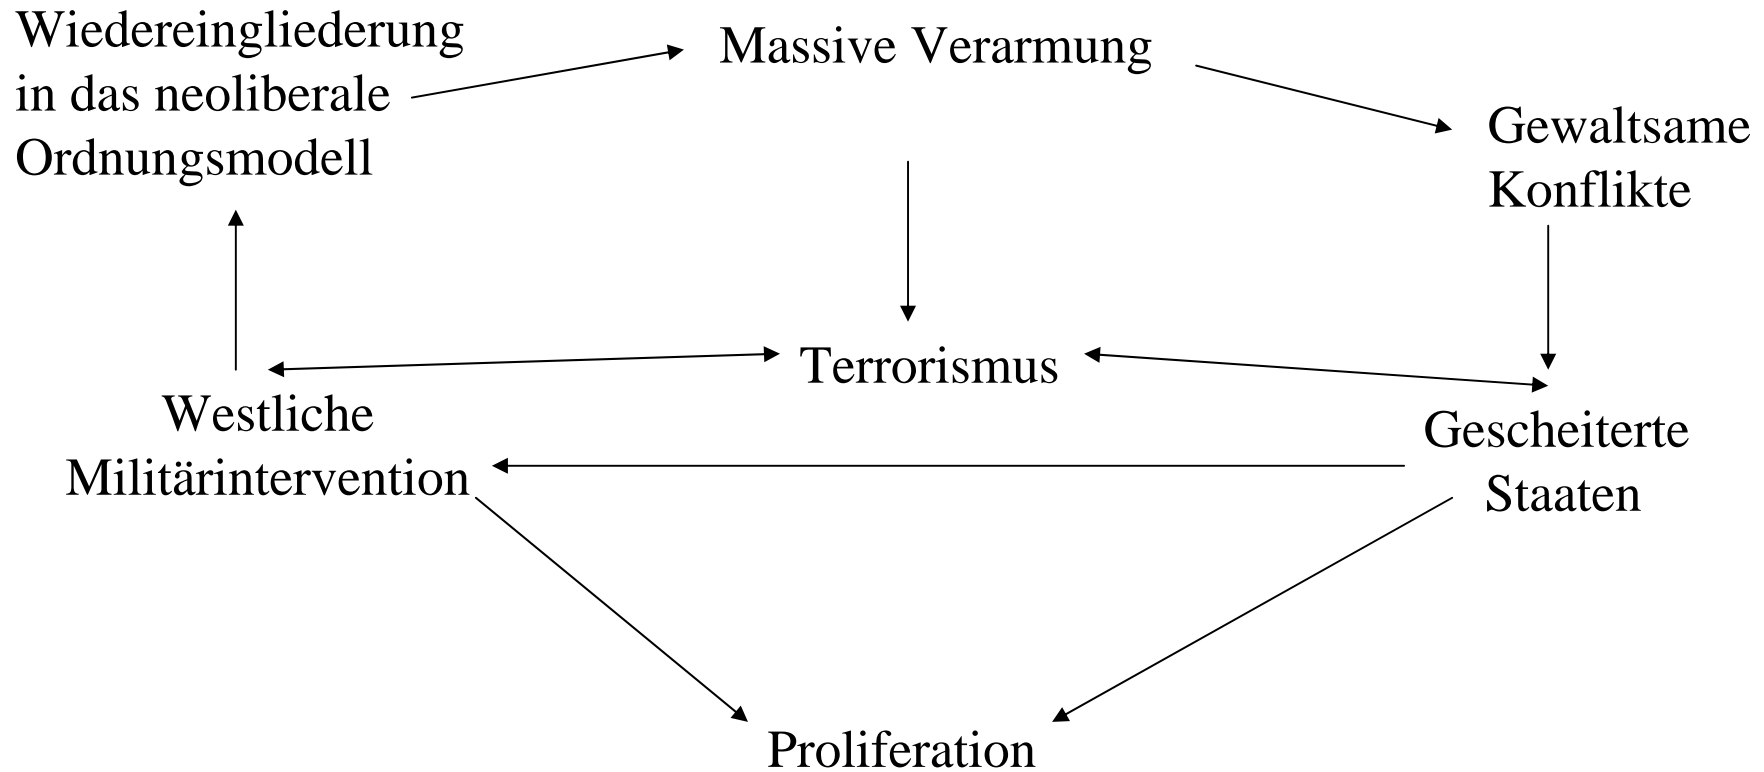 Wiedereingliederung
in das neoliberale
Ordnungsmodell
Massive Verarmung
Gewaltsame
Konflikte
Terrorismus
Westliche
Militärintervention
Gescheiterte
Staaten
Proliferation